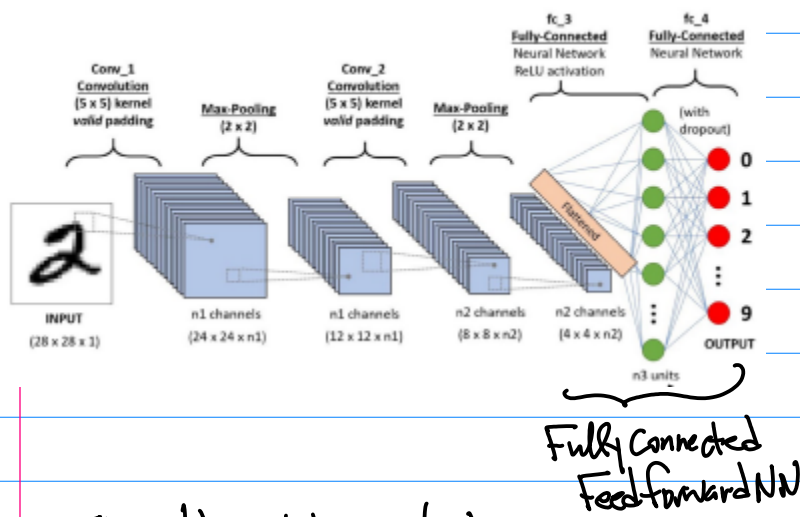 fc_3
Fully-Connected
Neural Network
ReLU activation
fc_4
Fully-Connected
Neural Network
Conv_1
Convolution
(5 x 5) kernel
valid padding
Max-Pooling
(2 x 2)
Conv_2
Convolution
(5 x 5) kernel
valid padding
Max-Pooling
(2 x 2)
(with
dropout)
0
1
2
9
Flattened
INPUT
(28 x 28 x 1)
n1 channels
(24 x 24 x n1)
n1 channels
(12 x 12 x n1)
n2 channels
(8 x 8 x n2)
n2 channels
(4 x 4 x n2)
OUTPUT
n3 units
Fully Connected
Feedforward NN